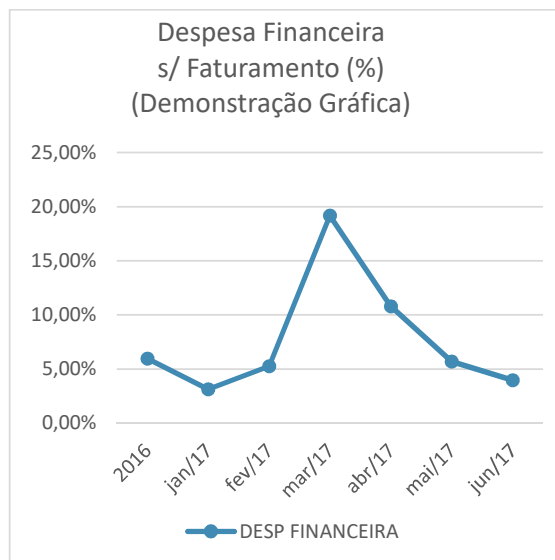 Despesa Financeira
s/ Faturamento (%)
(Demonstração Gráfica)
25,00%
20,00%
15,00%
10,00%
5,00%
0,00%
2016
jan/17
fev/17
mar/17
abr/17
mai/17
jun/17
DESP FINANCEIRA